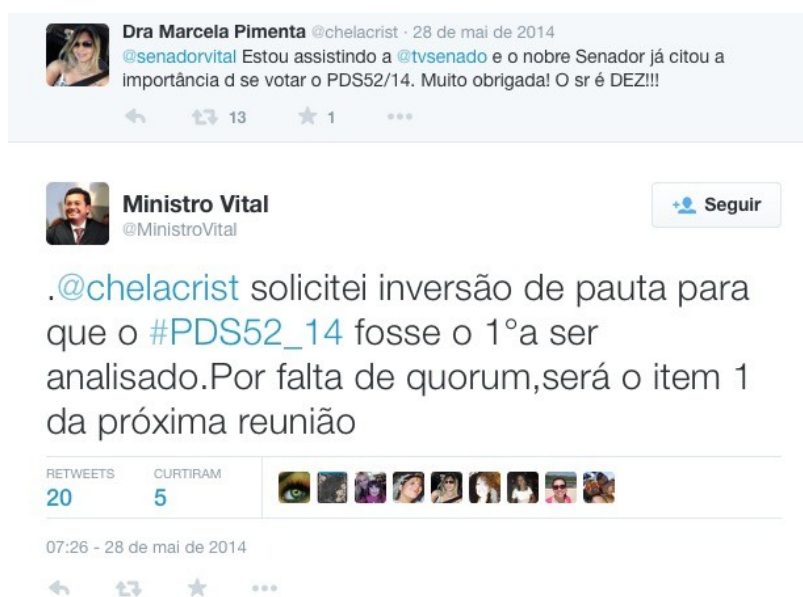 Dra Marcela Pimenta @chelacrist · 28 de mai de 2014
@senadorvital Estou assistindo a @tvsenado e o nobre Senador já citou a
importância d se votar o PDS52/14. Muito obrigada! O sr é DEZ!!!
13 1
Ministro Vital
@MinistroVital
Seguir
.@chelacrist solicitei inversão de pauta para
que o #PDS52_14 fosse o 1°a ser
analisado.Por falta de quorum,será o item 1
da próxima reunião
RETWEETS CURTIRAM
20 5
07:26 - 28 de mai de 2014